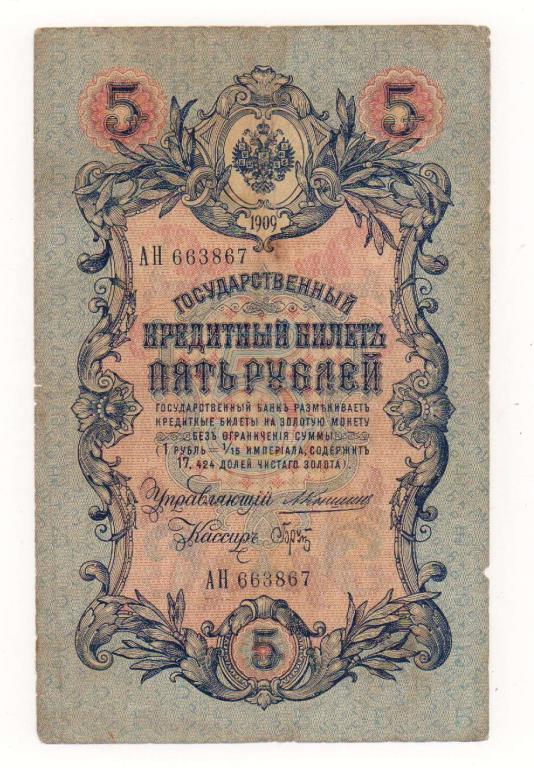 5 5
1909
АН 663867
ГОСУДАРСТВЕННЫЙ
КРЕДИТНЫЙ БИЛЕТЪ
ПЯТЬ РУБЛЕЙ
ГОСУДАРСТВЕННЫЙ БАНКЪ РАЗМѢНИВАЕТЪ
КРЕДИТНЫЕ БИЛЕТЫ НА ЗОЛОТУЮ МОНЕТУ
БЕЗЪ ОГРАНИЧЕНІЯ СУММЫ
(1 РУБЛЬ = 1/15 ИМПЕРІАЛА, СОДЕРЖИТЪ
17,424 ДОЛЕЙ ЧИСТАГО ЗОЛОТА).
Управляющій
Кассиръ
АН 663867
5